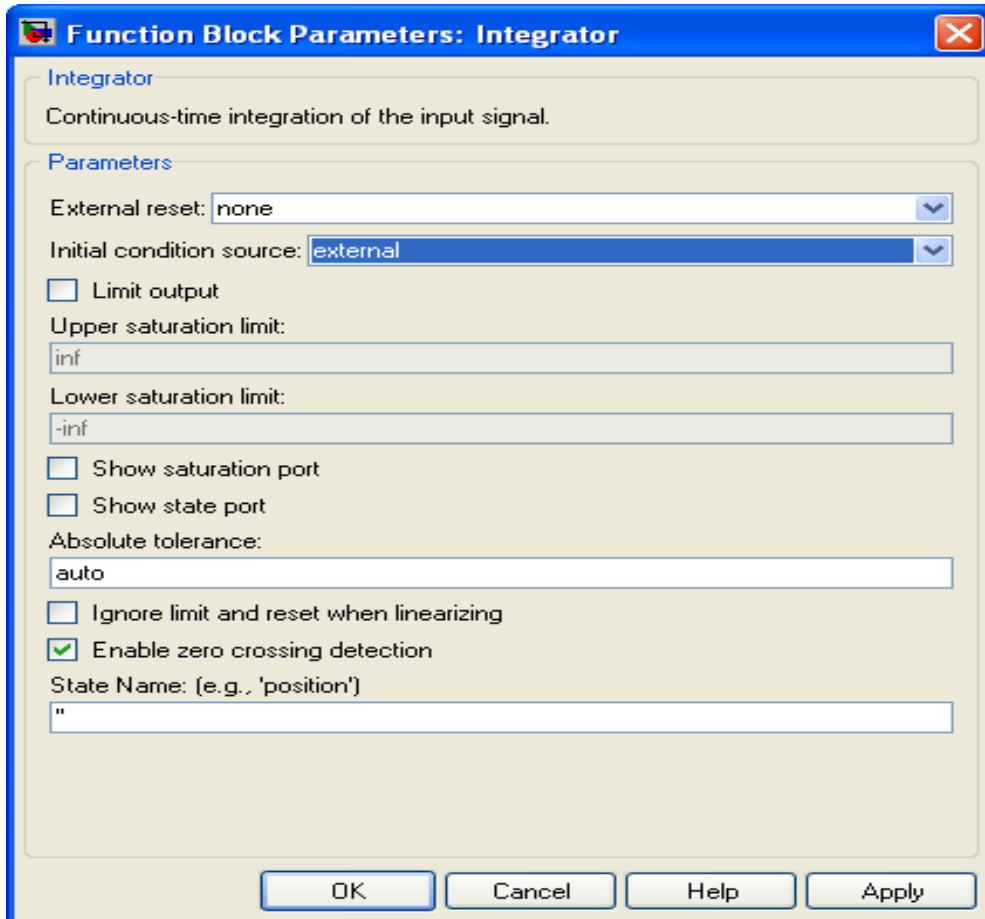 Function Block Parameters: Integrator
Integrator
Continuous-time integration of the input signal.
Parameters
External reset: none
Initial condition source: external
Limit output
Upper saturation limit:
inf
Lower saturation limit:
-inf
Show saturation port
Show state port
Absolute tolerance:
auto
Ignore limit and reset when linearizing
Enable zero crossing detection
State Name: (e.g., 'position')
''
OK Cancel Help Apply